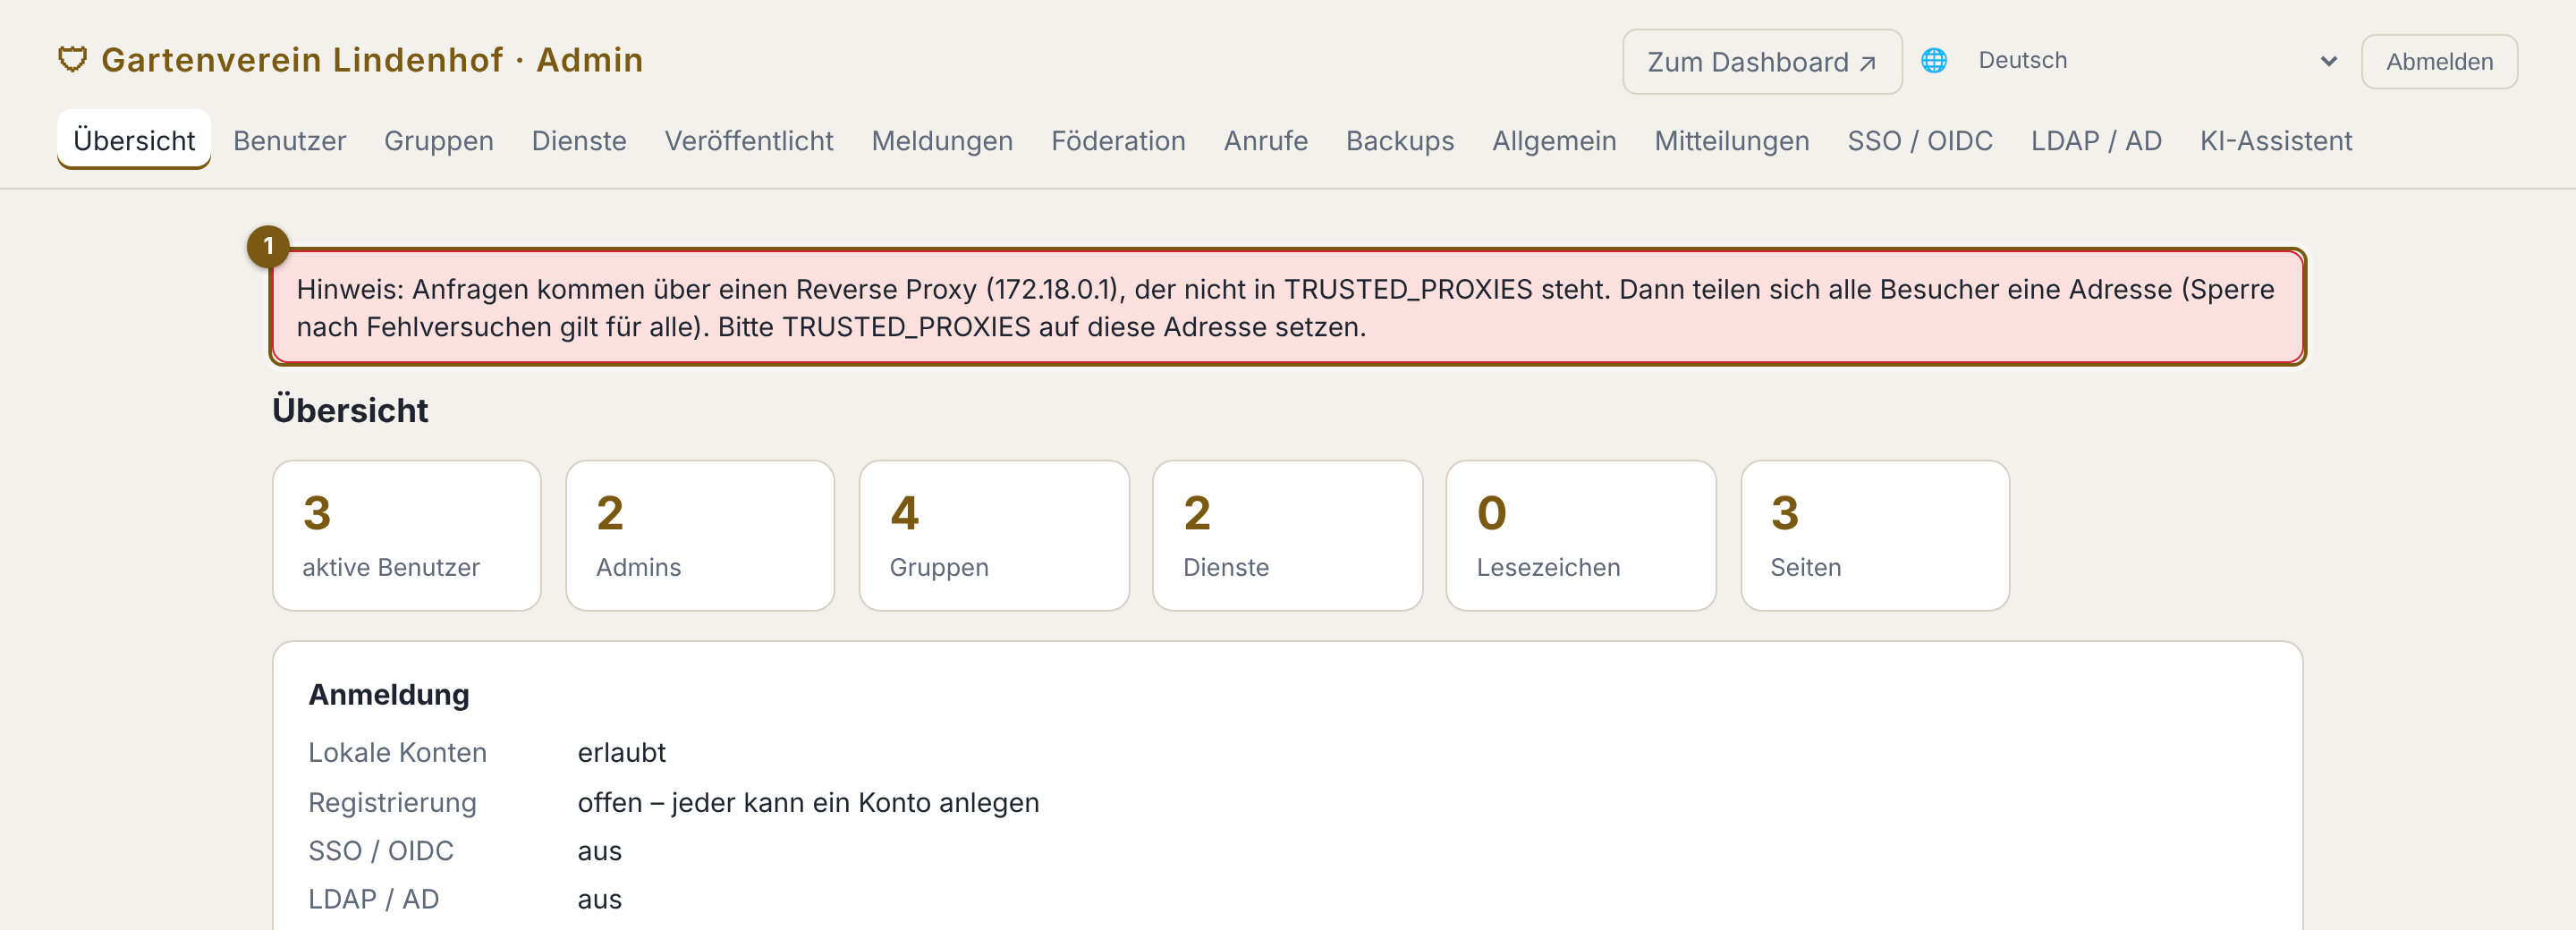 Gartenverein Lindenhof · Admin
Zum Dashboard ↗
Deutsch
Abmelden
Übersicht Benutzer Gruppen Dienste Veröffentlicht Meldungen Föderation Anrufe Backups Allgemein Mitteilungen SSO / OIDC LDAP / AD KI-Assistent
1
Hinweis: Anfragen kommen über einen Reverse Proxy (172.18.0.1), der nicht in TRUSTED_PROXIES steht. Dann teilen sich alle Besucher eine Adresse (Sperre
nach Fehlversuchen gilt für alle). Bitte TRUSTED_PROXIES auf diese Adresse setzen.
Übersicht
3 2 4 2 0 3
aktive Benutzer Admins Gruppen Dienste Lesezeichen Seiten
Anmeldung
Lokale Konten erlaubt
Registrierung offen – jeder kann ein Konto anlegen
SSO / OIDC aus
LDAP / AD aus